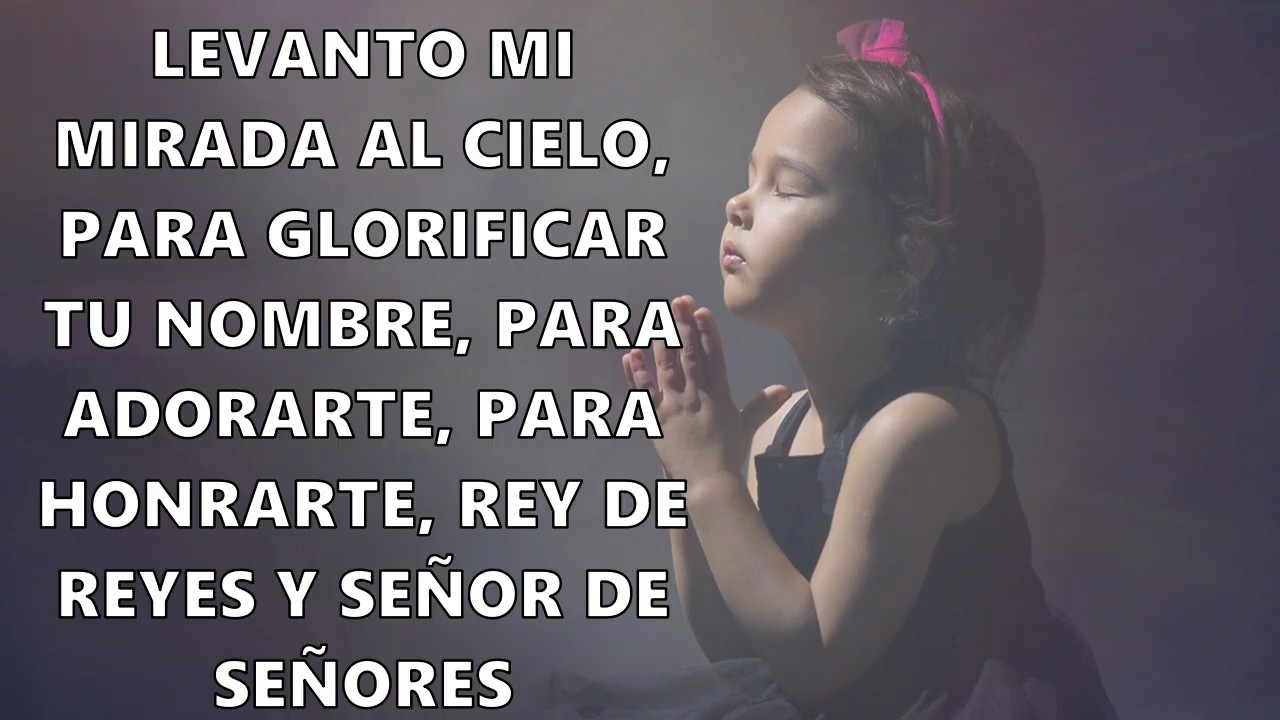 LEVANTO MI
MIRADA AL CIELO,
PARA GLORIFICAR
TU NOMBRE, PARA
ADORARTE, PARA
HONRARTE, REY DE
REYES Y SEÑOR DE
SEÑORES